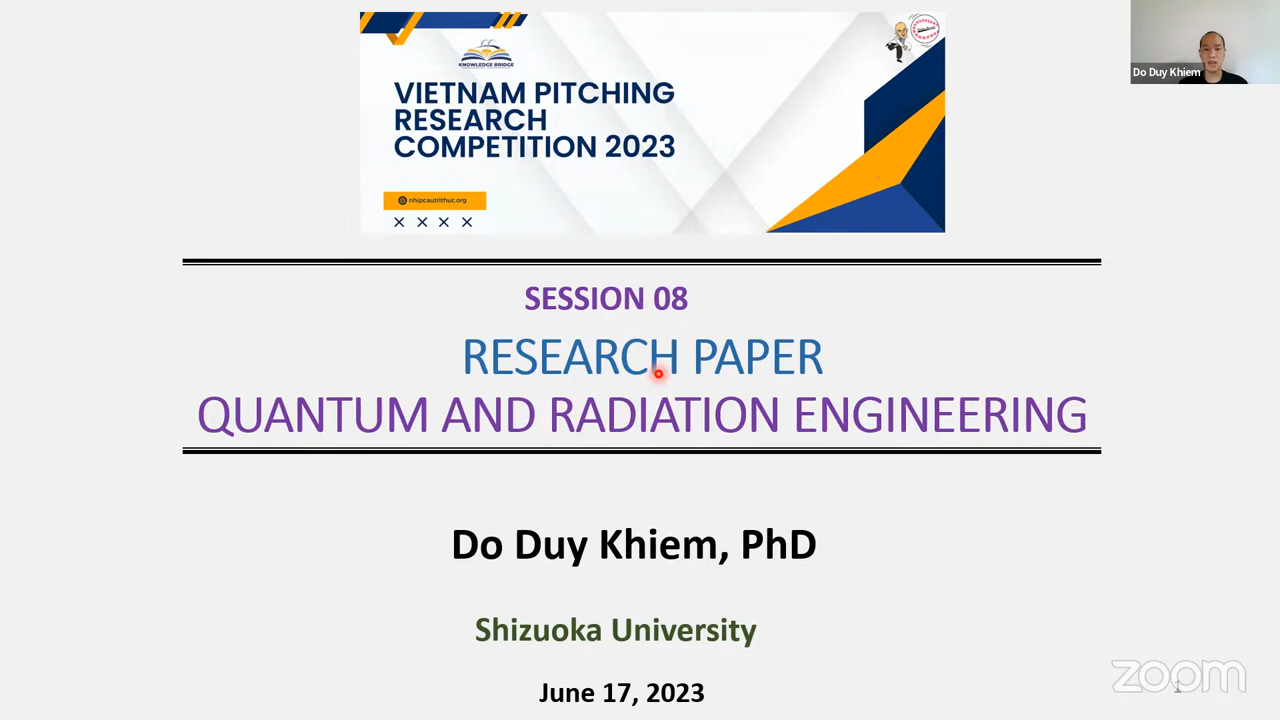 KNOWLEDGE BRIDGE
VIETNAM PITCHING
RESEARCH
COMPETITION 2023
nhipcautrithuc.org
Do Duy Khiem
SESSION 08
RESEARCH PAPER
QUANTUM AND RADIATION ENGINEERING
Do Duy Khiem, PhD
Shizuoka University
June 17, 2023
zoom
1